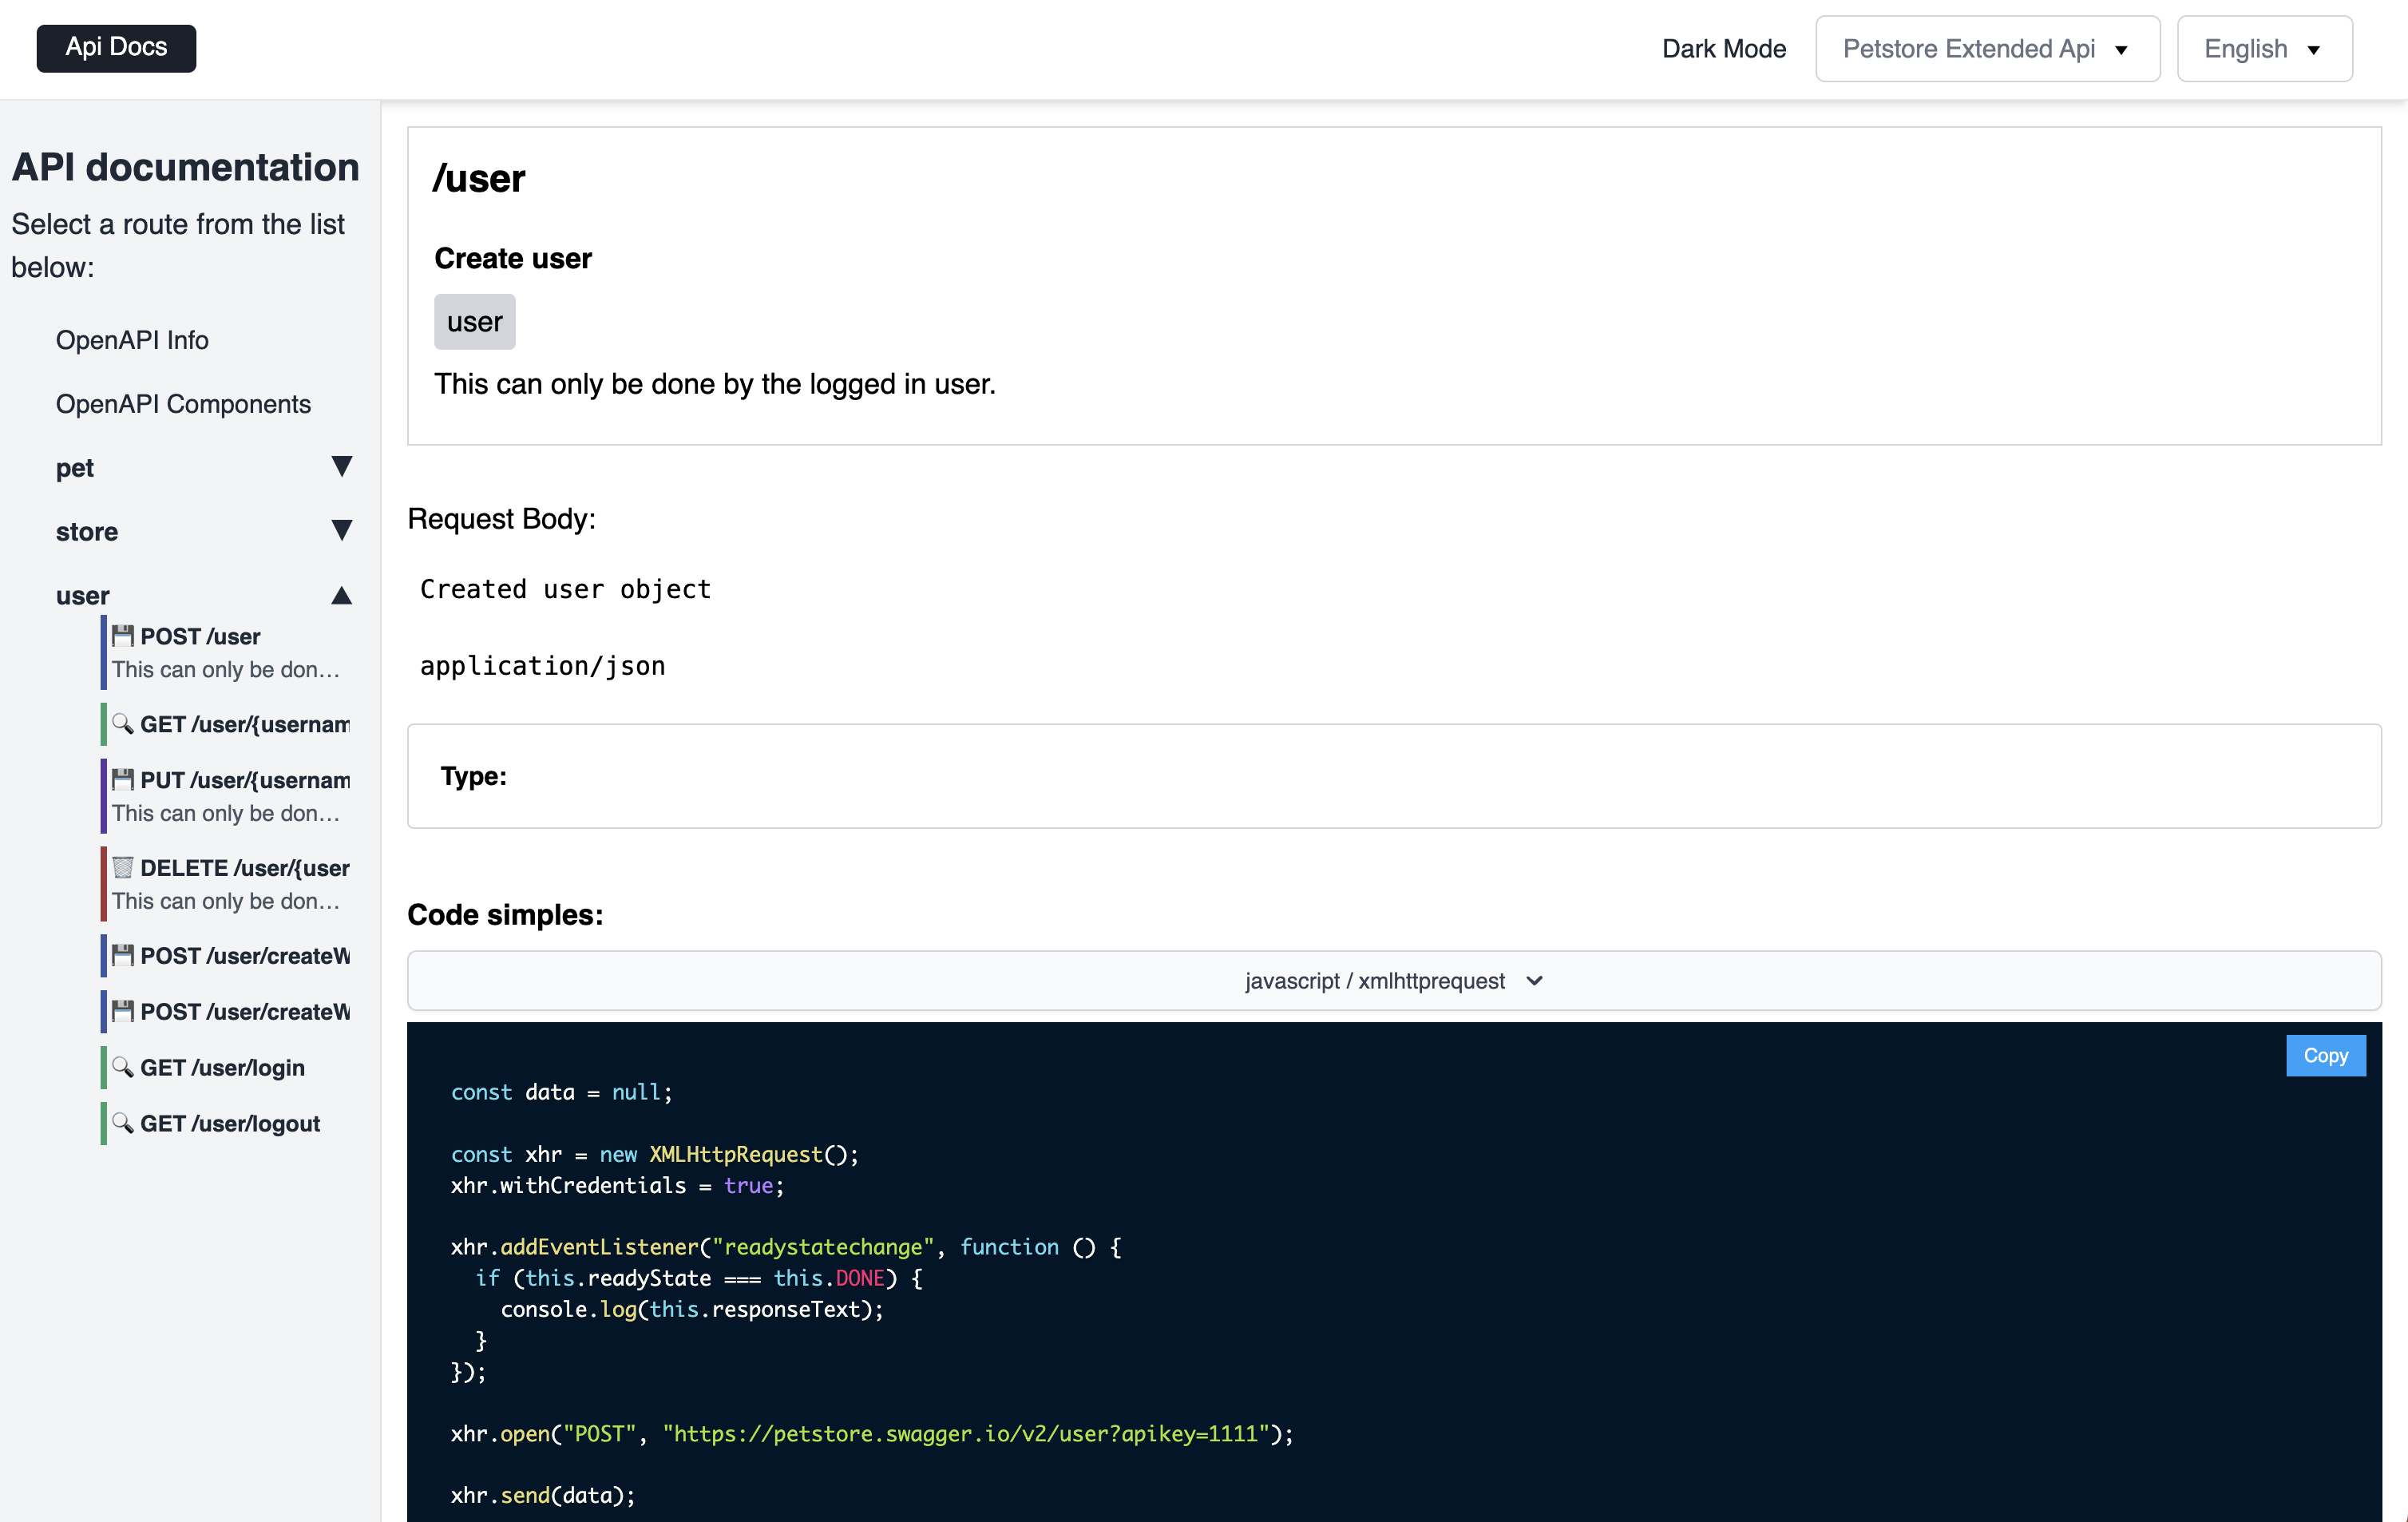 Api Docs
Dark Mode
Petstore Extended Api
English
API documentation
Select a route from the list
below:
OpenAPI Info
OpenAPI Components
pet
store
user
POST /user
This can only be don…
GET /user/{usernam
PUT /user/{usernam
This can only be don…
DELETE /user/{user
This can only be don…
POST /user/createW
POST /user/createW
GET /user/login
GET /user/logout
/user
Create user
user
This can only be done by the logged in user.
Request Body:
Created user object
application/json
Type:
Code simples:
javascript / xmlhttprequest
Copy
const data = null;
const xhr = new XMLHttpRequest();
xhr.withCredentials = true;
xhr.addEventListener("readystatechange", function () {
  if (this.readyState === this.DONE) {
    console.log(this.responseText);
  }
});
xhr.open("POST", "https://petstore.swagger.io/v2/user?apikey=1111");
xhr.send(data);